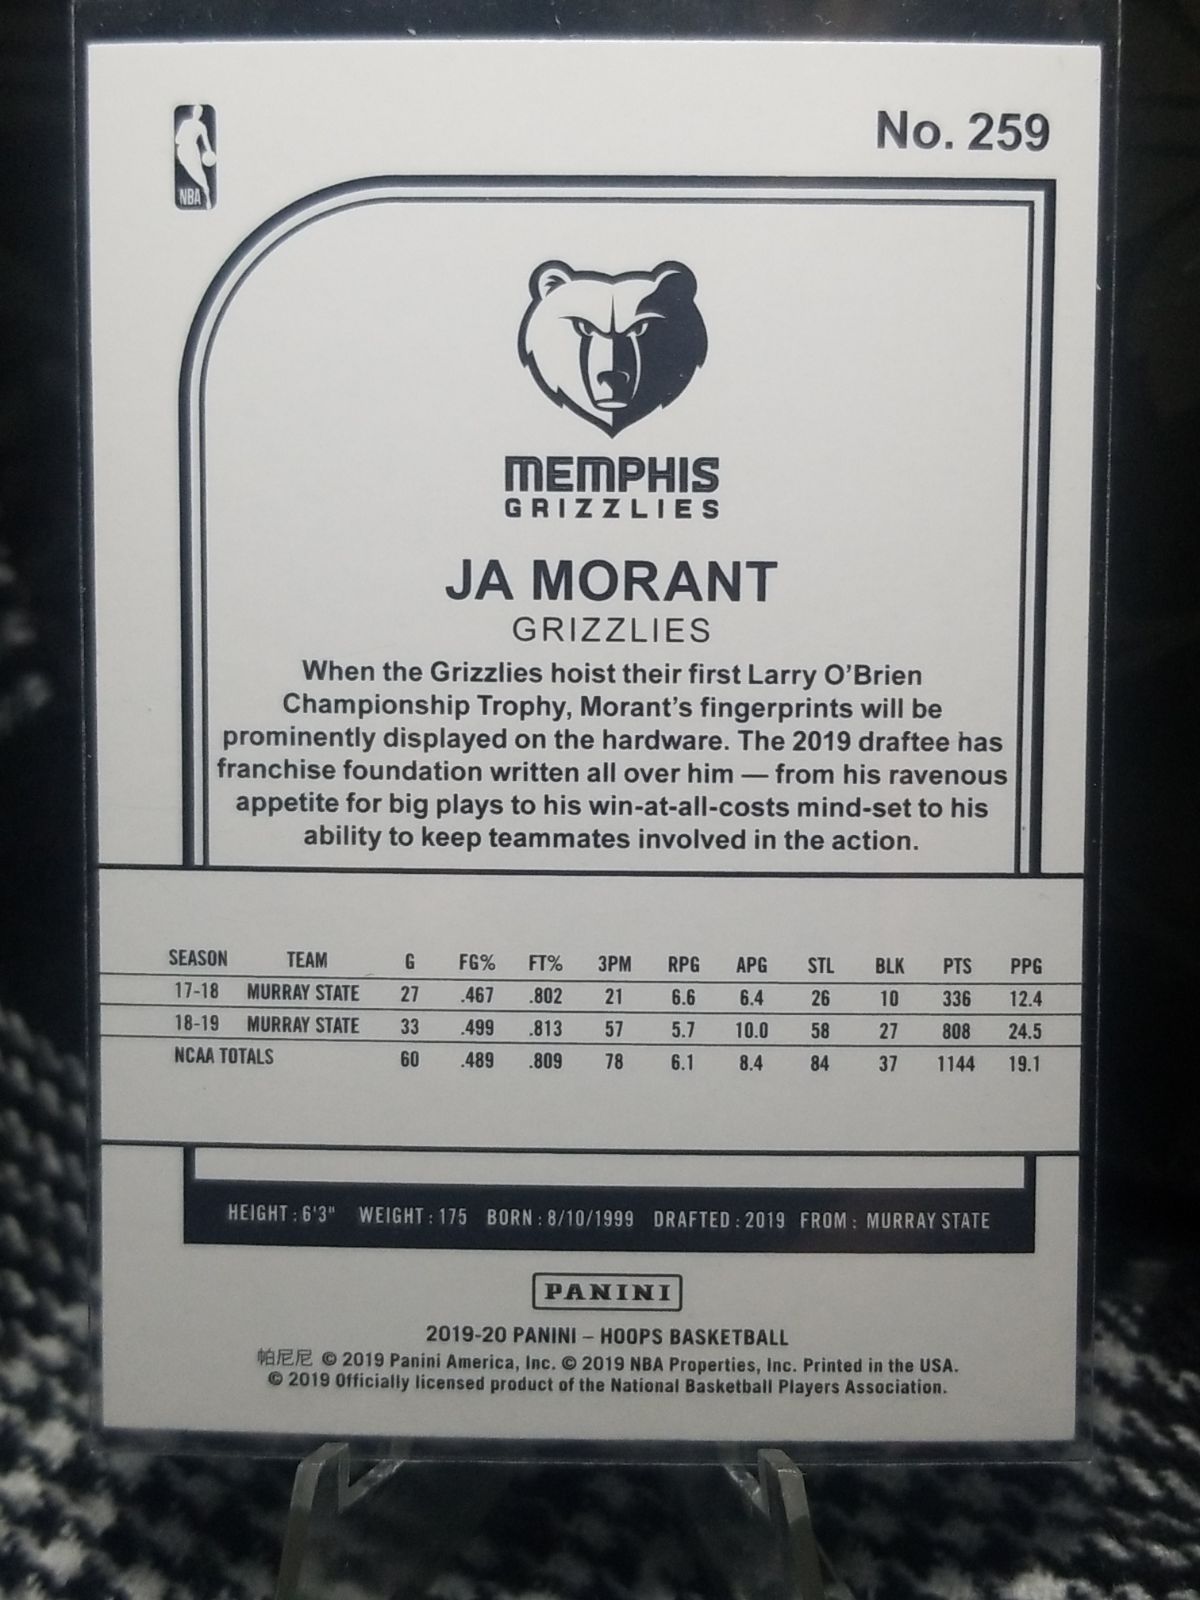 No. 259
NBA
MEMPHIS
GRIZZLIES
JA MORANT
GRIZZLIES
When the Grizzlies hoist their first Larry O'Brien
Championship Trophy, Morant's fingerprints will be
prominently displayed on the hardware. The 2019 draftee has
franchise foundation written all over him — from his ravenous
appetite for big plays to his win-at-all-costs mind-set to his
ability to keep teammates involved in the action.
SEASON TEAM G FG% FT% 3PM RPG APG STL BLK PTS PPG
17-18 MURRAY STATE 27 .467 .802 21 6.6 6.4 26 10 336 12.4
18-19 MURRAY STATE 33 .499 .813 57 5.7 10.0 58 27 808 24.5
NCAA TOTALS 60 .489 .809 78 6.1 8.4 84 37 1144 19.1
HEIGHT : 6'3" WEIGHT : 175 BORN : 8/10/1999 DRAFTED : 2019 FROM : MURRAY STATE
PANINI
2019-20 PANINI – HOOPS BASKETBALL
帕尼尼 © 2019 Panini America, Inc. © 2019 NBA Properties, Inc. Printed in the USA.
© 2019 Officially licensed product of the National Basketball Players Association.